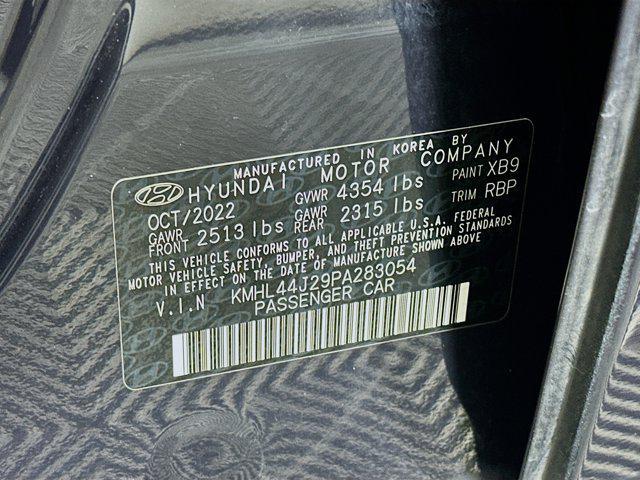 MANUFACTURED IN KOREA BY
HYUNDAI MOTOR COMPANY
OCT/2022 GVWR 4354 lbs PAINT XB9
GAWR FRONT 2513 lbs GAWR REAR 2315 lbs TRIM RBP
THIS VEHICLE CONFORMS TO ALL APPLICABLE U.S.A. FEDERAL
MOTOR VEHICLE SAFETY, BUMPER, AND THEFT PREVENTION STANDARDS
IN EFFECT ON THE DATE OF MANUFACTURE SHOWN ABOVE
V.I.N KMHL44J29PA283054
PASSENGER CAR